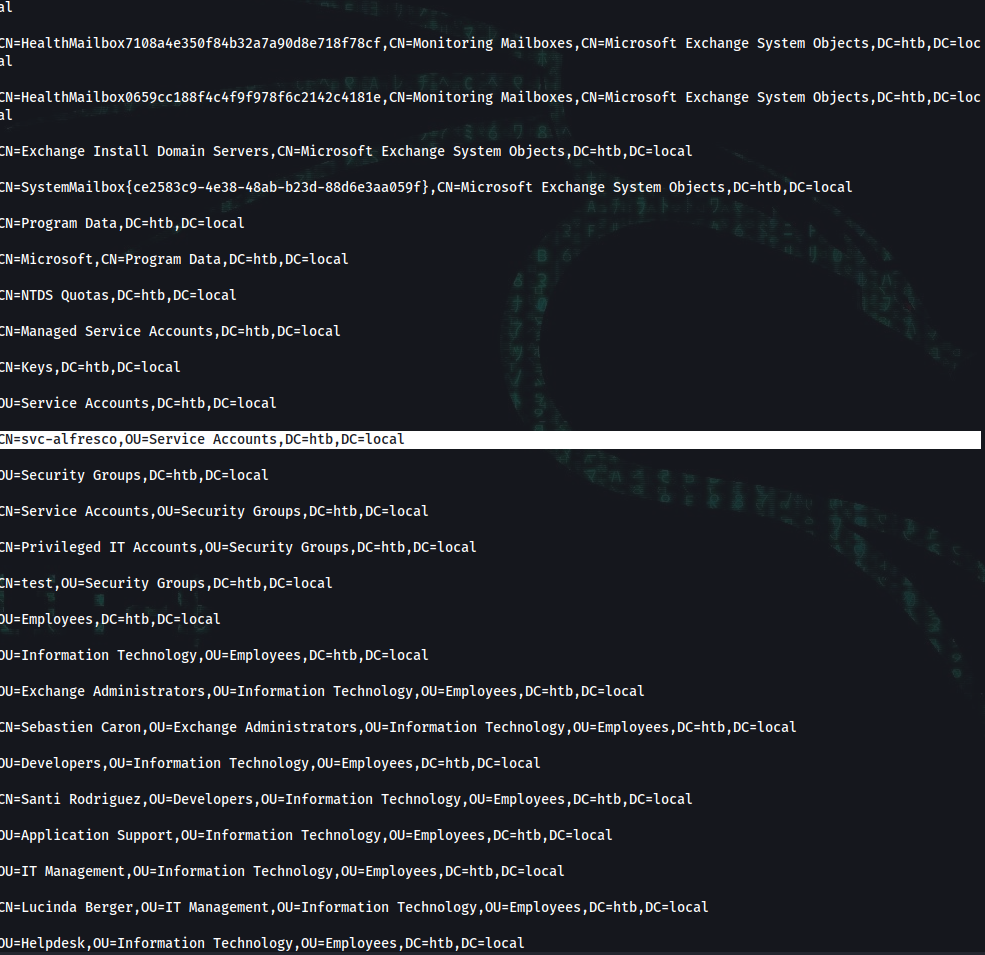 al
CN=HealthMailbox7108a4e350f84b32a7a90d8e718f78cf,CN=Monitoring Mailboxes,CN=Microsoft Exchange System Objects,DC=htb,DC=loc
al
CN=HealthMailbox0659cc188f4c4f9f978f6c2142c4181e,CN=Monitoring Mailboxes,CN=Microsoft Exchange System Objects,DC=htb,DC=loc
al
CN=Exchange Install Domain Servers,CN=Microsoft Exchange System Objects,DC=htb,DC=local
CN=SystemMailbox{ce2583c9-4e38-48ab-b23d-88d6e3aa059f},CN=Microsoft Exchange System Objects,DC=htb,DC=local
CN=Program Data,DC=htb,DC=local
CN=Microsoft,CN=Program Data,DC=htb,DC=local
CN=NTDS Quotas,DC=htb,DC=local
CN=Managed Service Accounts,DC=htb,DC=local
CN=Keys,DC=htb,DC=local
OU=Service Accounts,DC=htb,DC=local
CN=svc-alfresco,OU=Service Accounts,DC=htb,DC=local
OU=Security Groups,DC=htb,DC=local
CN=Service Accounts,OU=Security Groups,DC=htb,DC=local
CN=Privileged IT Accounts,OU=Security Groups,DC=htb,DC=local
CN=test,OU=Security Groups,DC=htb,DC=local
OU=Employees,DC=htb,DC=local
OU=Information Technology,OU=Employees,DC=htb,DC=local
OU=Exchange Administrators,OU=Information Technology,OU=Employees,DC=htb,DC=local
CN=Sebastien Caron,OU=Exchange Administrators,OU=Information Technology,OU=Employees,DC=htb,DC=local
OU=Developers,OU=Information Technology,OU=Employees,DC=htb,DC=local
CN=Santi Rodriguez,OU=Developers,OU=Information Technology,OU=Employees,DC=htb,DC=local
OU=Application Support,OU=Information Technology,OU=Employees,DC=htb,DC=local
OU=IT Management,OU=Information Technology,OU=Employees,DC=htb,DC=local
CN=Lucinda Berger,OU=IT Management,OU=Information Technology,OU=Employees,DC=htb,DC=local
OU=Helpdesk,OU=Information Technology,OU=Employees,DC=htb,DC=local